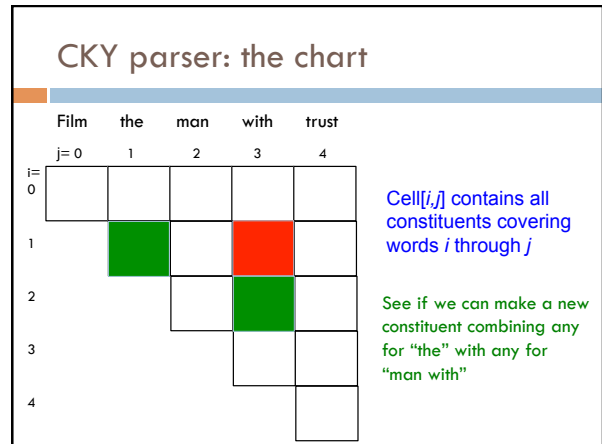 CKY parser: the chart
Film the man with trust
j= 0 1 2 3 4
i=
0
1
2
3
4
Cell[i,j] contains all
constituents covering
words i through j
See if we can make a new
constituent combining any
for “the” with any for
“man with”